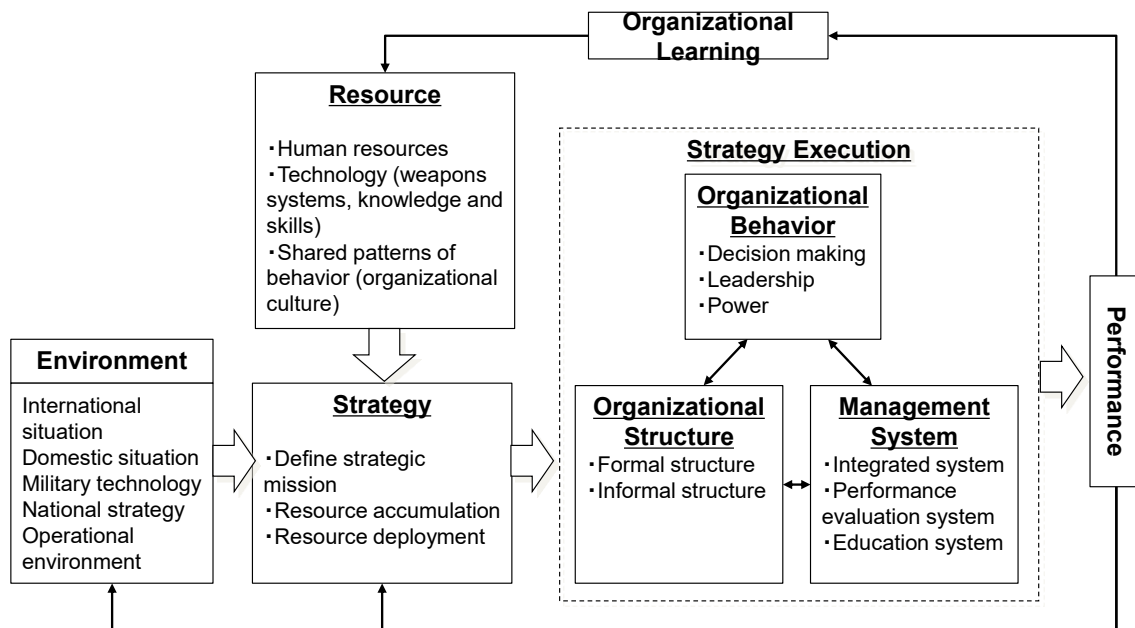 Organizational
Learning
Resource
・Human resources
・Technology (weapons
systems, knowledge and
skills)
・Shared patterns of
behavior (organizational
culture)
Strategy Execution
Organizational
Behavior
・Decision making
・Leadership
・Power
Performance
Environment
International
situation
Domestic situation
Military technology
National strategy
Operational
environment
Strategy
・Define strategic
mission
・Resource accumulation
・Resource deployment
Organizational
Structure
・Formal structure
・Informal structure
Management
System
・Integrated system
・Performance
evaluation system
・Education system